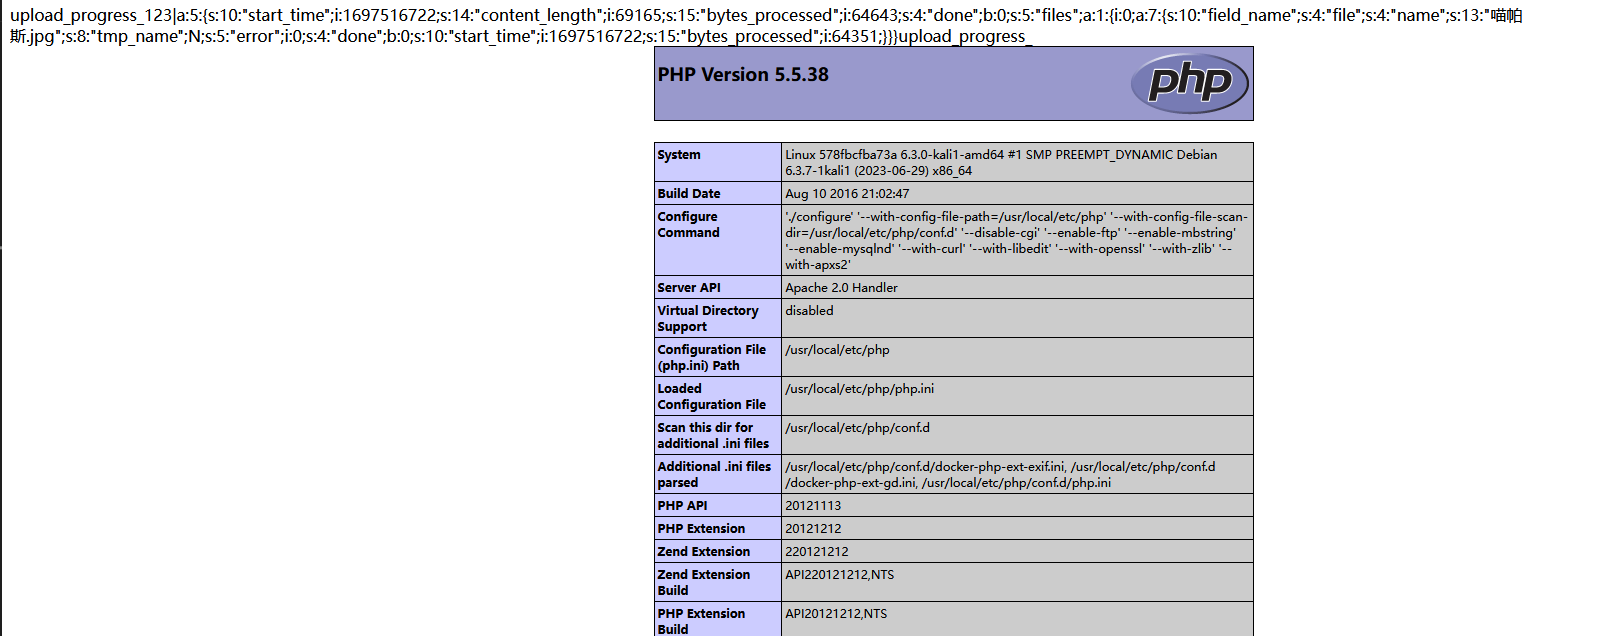 upload_progress_123|a:5:{s:10:"start_time";i:1697516722;s:14:"content_length";i:69165;s:15:"bytes_processed";i:64643;s:4:"done";b:0;s:5:"files";a:1:{i:0;a:7:{s:10:"field_name";s:4:"file";s:4:"name";s:13:"喵帕
斯.jpg";s:8:"tmp_name";N;s:5:"error";i:0;s:4:"done";b:0;s:10:"start_time";i:1697516722;s:15:"bytes_processed";i:64351;}}}upload_progress_
PHP Version 5.5.38
php
System
Linux 578fbcfba73a 6.3.0-kali1-amd64 #1 SMP PREEMPT_DYNAMIC Debian
6.3.7-1kali1 (2023-06-29) x86_64
Build Date
Aug 10 2016 21:02:47
Configure
Command
'./configure' '--with-config-file-path=/usr/local/etc/php' '--with-config-file-scan-
dir=/usr/local/etc/php/conf.d' '--disable-cgi' '--enable-ftp' '--enable-mbstring'
'--enable-mysqlnd' '--with-curl' '--with-libedit' '--with-openssl' '--with-zlib' '--
with-apxs2'
Server API
Apache 2.0 Handler
Virtual Directory
Support
disabled
Configuration File
(php.ini) Path
/usr/local/etc/php
Loaded
Configuration File
/usr/local/etc/php/php.ini
Scan this dir for
additional .ini files
/usr/local/etc/php/conf.d
Additional .ini files
parsed
/usr/local/etc/php/conf.d/docker-php-ext-exif.ini, /usr/local/etc/php/conf.d
/docker-php-ext-gd.ini, /usr/local/etc/php/conf.d/php.ini
PHP API
20121113
PHP Extension
20121212
Zend Extension
220121212
Zend Extension
Build
API220121212,NTS
PHP Extension
Build
API20121212,NTS